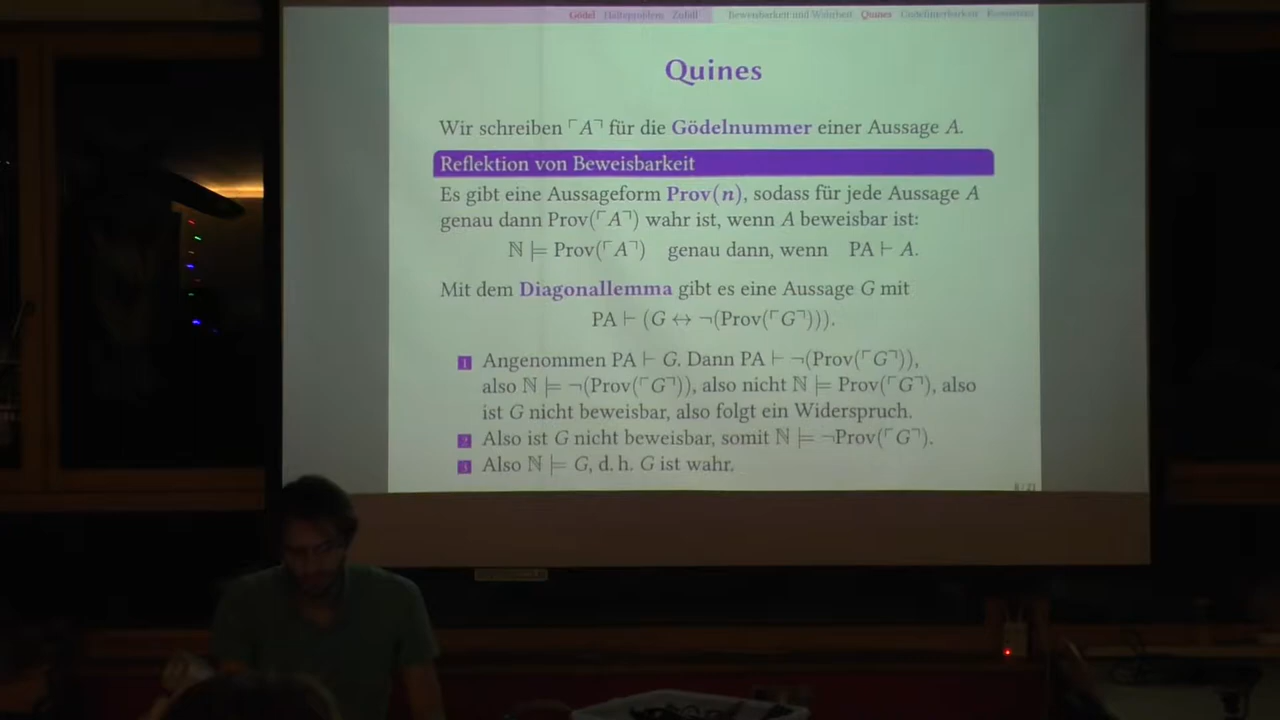 Gödel Halteproblem Zufall Beweisbarkeit und Wahrheit Quines
Quines
Wir schreiben ⌜A⌝ für die Gödelnummer einer Aussage A.
Reflektion von Beweisbarkeit
Es gibt eine Aussageform Prov(n), sodass für jede Aussage A
genau dann Prov(⌜A⌝) wahr ist, wenn A beweisbar ist:
ℕ ⊨ Prov(⌜A⌝) genau dann, wenn PA ⊢ A.
Mit dem Diagonallemma gibt es eine Aussage G mit
PA ⊢ (G ↔ ¬(Prov(⌜G⌝))).
1 Angenommen PA ⊢ G. Dann PA ⊢ ¬(Prov(⌜G⌝)),
also ℕ ⊨ ¬(Prov(⌜G⌝)), also nicht ℕ ⊨ Prov(⌜G⌝), also
ist G nicht beweisbar, also folgt ein Widerspruch.
2 Also ist G nicht beweisbar, somit ℕ ⊨ ¬Prov(⌜G⌝).
3 Also ℕ ⊨ G, d. h. G ist wahr.